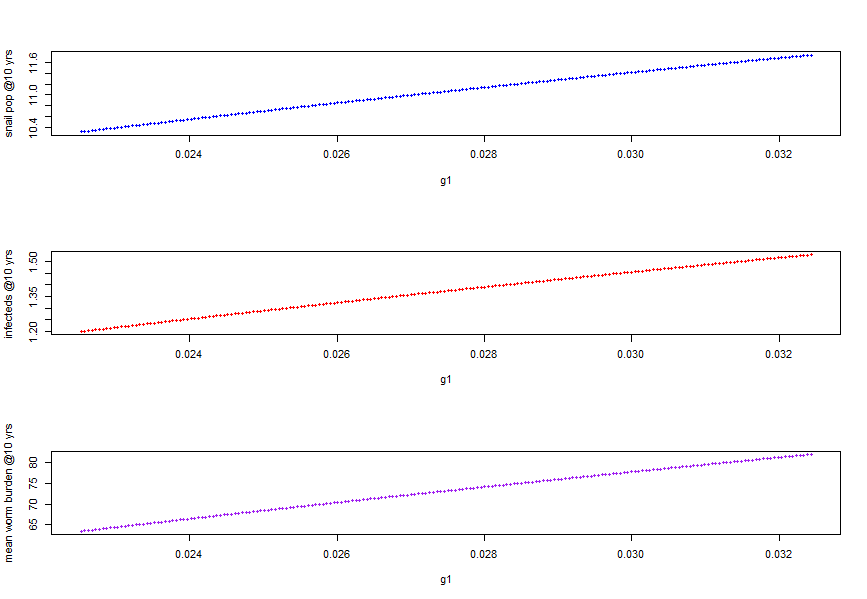 snail pop @10 yrs
11.6
11.0
10.4
0.024 0.026 0.028 0.030 0.032
g1
infecteds @10 yrs
1.50
1.35
1.20
0.024 0.026 0.028 0.030 0.032
g1
mean worm burden @10 yrs
80
75
70
65
0.024 0.026 0.028 0.030 0.032
g1